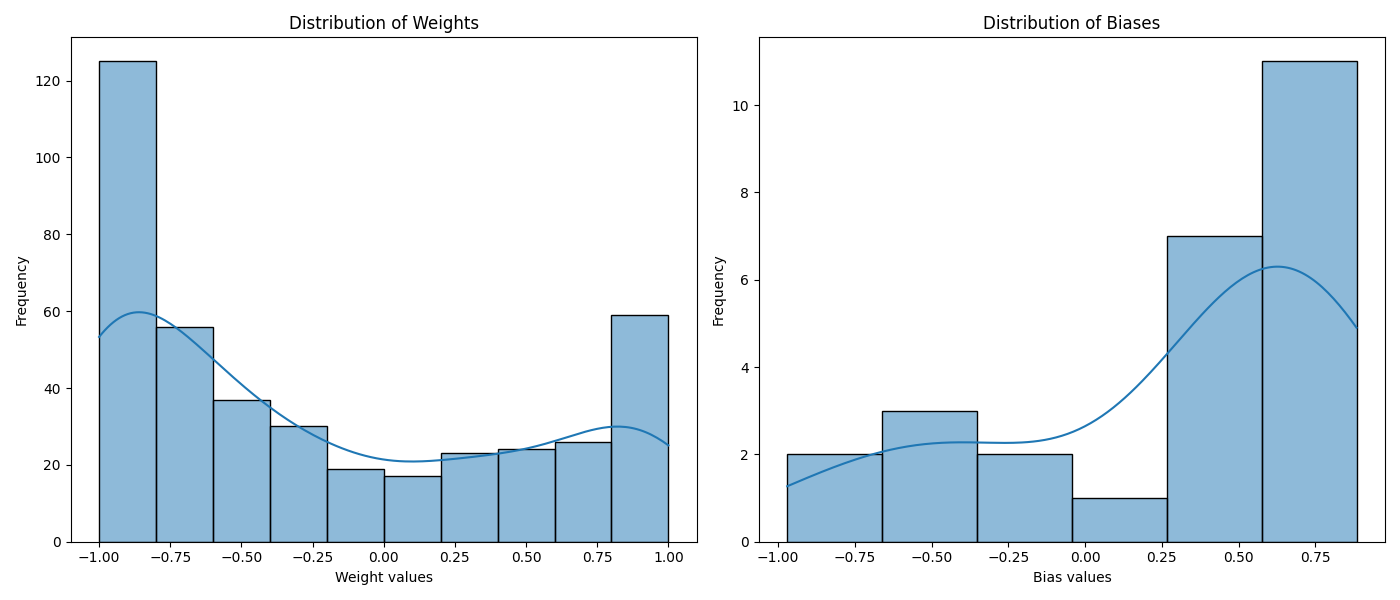 Distribution of Weights
120
100
80
60
40
20
0
Frequency
−1.00 −0.75 −0.50 −0.25 0.00 0.25 0.50 0.75 1.00
Weight values
Distribution of Biases
10
8
6
4
2
0
Frequency
−1.00 −0.75 −0.50 −0.25 0.00 0.25 0.50 0.75
Bias values